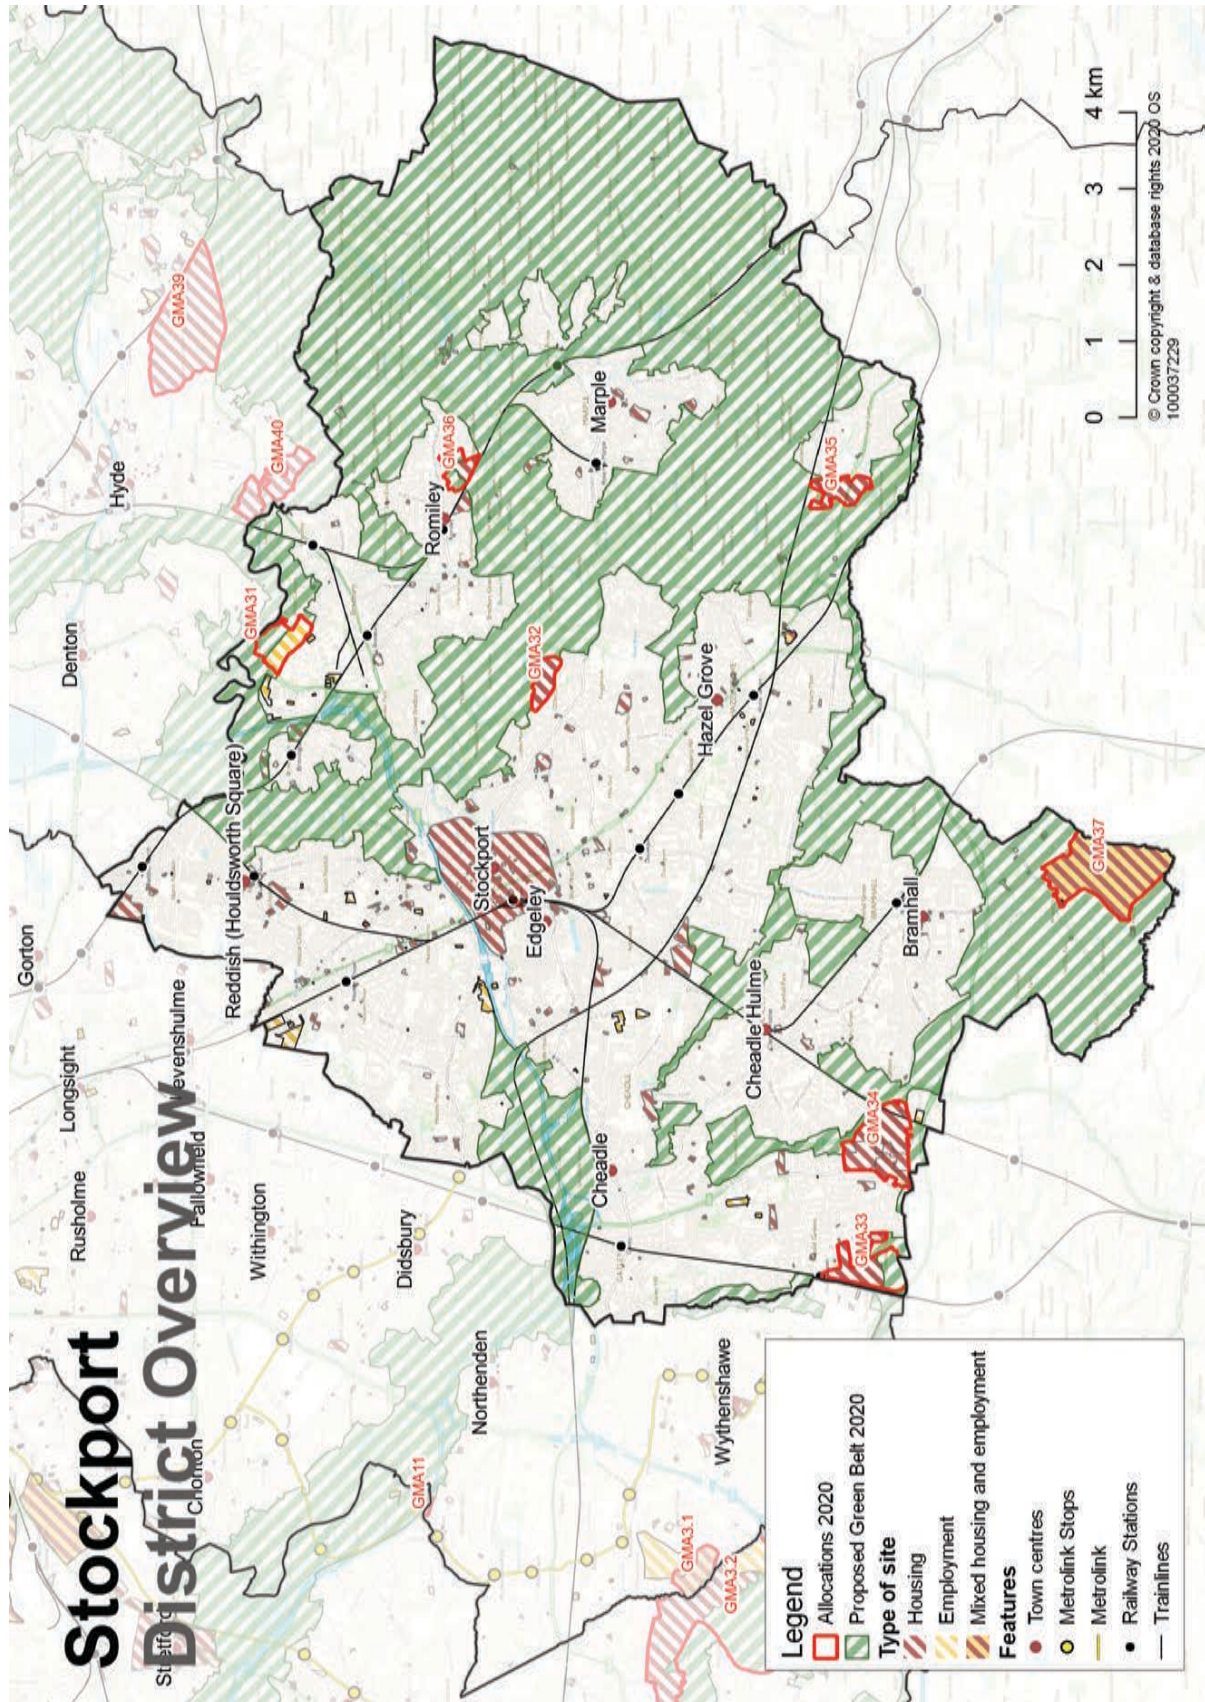 Stockport
District Overview
Stretford
Chorlton
Rusholme
Longsight
Gorton
Levenshulme
Fallowfield
Withington
Didsbury
Northenden
Wythenshawe
Denton
Hyde
Reddish (Houldsworth Square)
Stockport
Edgeley
Cheadle
Cheadle Hulme
Bramhall
Hazel Grove
Romiley
Marple
GMA11
GMA3.1
GMA3.2
GMA31
GMA32
GMA33
GMA34
GMA35
GMA36
GMA37
GMA39
GMA40
Legend
Allocations 2020
Proposed Green Belt 2020
Type of site
Housing
Employment
Mixed housing and employment
Features
Town centres
Metrolink Stops
Metrolink
Railway Stations
Trainlines
0 1 2 3 4 km
© Crown copyright & database rights 2020 OS
100037229